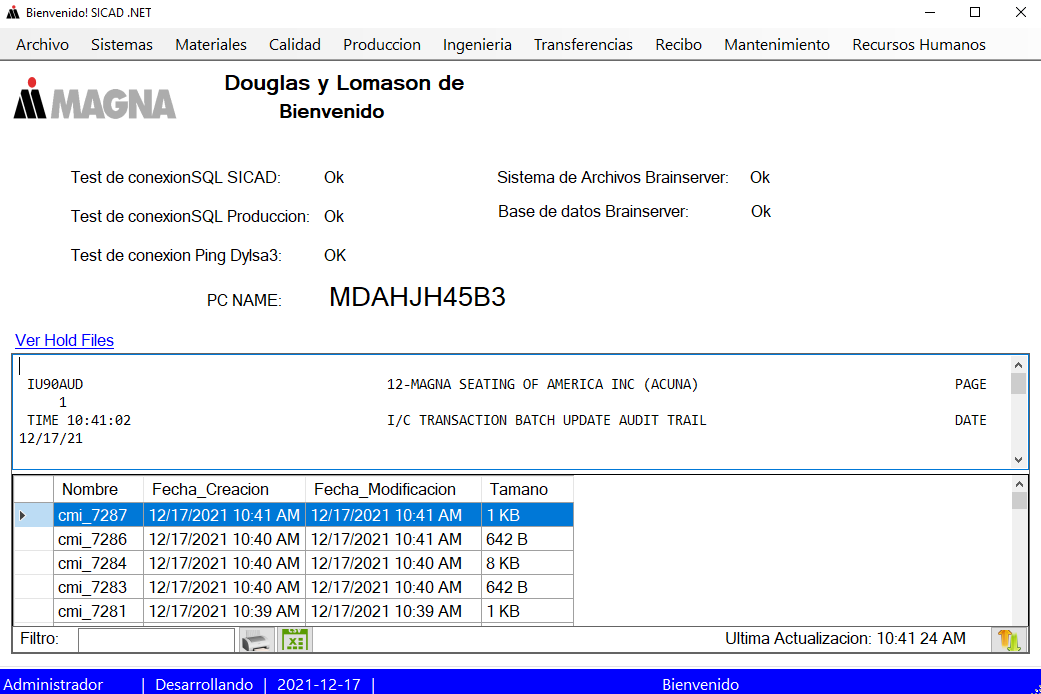 Bienvenido! SICAD .NET
Archivo Sistemas Materiales Calidad Produccion Ingenieria Transferencias Recibo Mantenimiento Recursos Humanos
MAGNA
Douglas y Lomason de
Bienvenido
Test de conexionSQL SICAD: Ok Sistema de Archivos Brainserver: Ok
Test de conexionSQL Produccion: Ok Base de datos Brainserver: Ok
Test de conexion Ping Dylsa3: OK
PC NAME: MDAHJH45B3
Ver Hold Files
IU90AUD 12-MAGNA SEATING OF AMERICA INC (ACUNA) PAGE
1
TIME 10:41:02 I/C TRANSACTION BATCH UPDATE AUDIT TRAIL DATE
12/17/21
Nombre Fecha_Creacion Fecha_Modificacion Tamano
cmi_7287 12/17/2021 10:41 AM 12/17/2021 10:41 AM 1 KB
cmi_7286 12/17/2021 10:40 AM 12/17/2021 10:41 AM 642 B
cmi_7284 12/17/2021 10:40 AM 12/17/2021 10:40 AM 8 KB
cmi_7283 12/17/2021 10:40 AM 12/17/2021 10:40 AM 642 B
cmi_7281 12/17/2021 10:39 AM 12/17/2021 10:39 AM 1 KB
Filtro: CSV Ultima Actualizacion: 10:41 24 AM
Administrador | Desarrollando | 2021-12-17 | Bienvenido